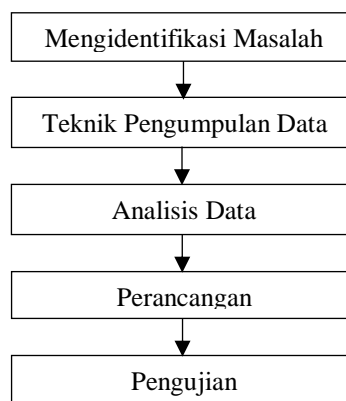 Mengidentifikasi Masalah
Teknik Pengumpulan Data
Analisis Data
Perancangan
Pengujian